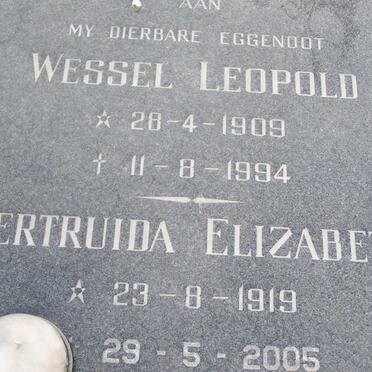 AAN
MY DIERBARE EGGENOOT
WESSEL LEOPOLD
☆ 28-4-1909
† 11-8-1994
ERTRUIDA ELIZABET
☆ 23-8-1919
29-5-2005